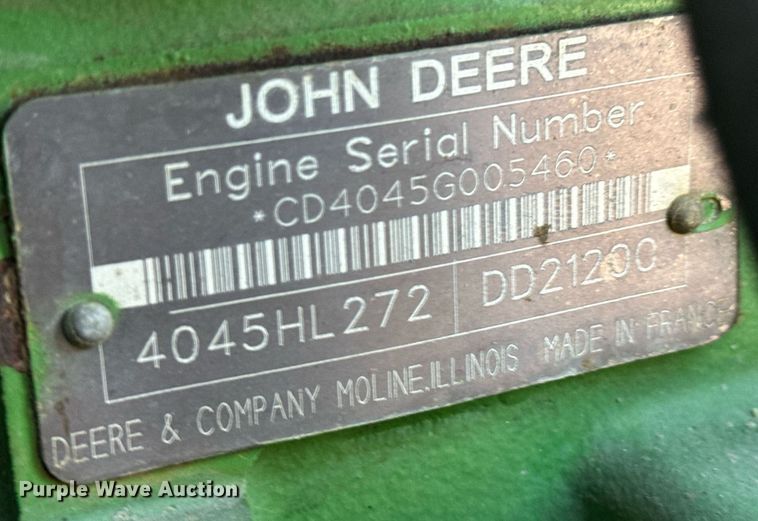 JOHN DEERE
Engine Serial Number
*CD4045G005460*
4045HL272 DD21200
DEERE & COMPANY MOLINE,ILLINOIS MADE IN FRANCE
Purple Wave Auction